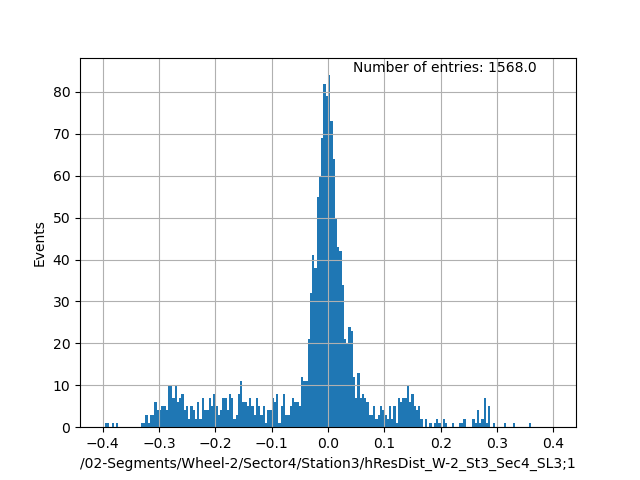 Number of entries: 1568.0
Events
80
70
60
50
40
30
20
10
0
−0.4 −0.3 −0.2 −0.1 0.0 0.1 0.2 0.3 0.4
/02-Segments/Wheel-2/Sector4/Station3/hResDist_W-2_St3_Sec4_SL3;1